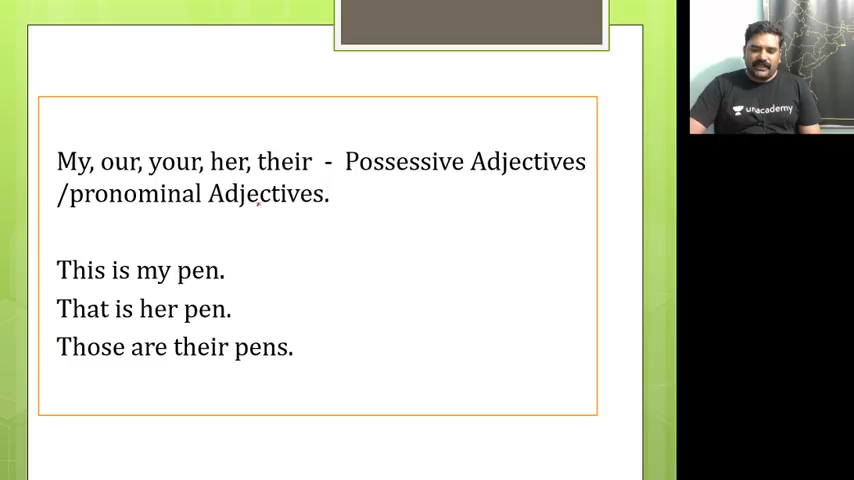 My, our, your, her, their - Possessive Adjectives
/pronominal Adjectives.
This is my pen.
That is her pen.
Those are their pens.
unacademy